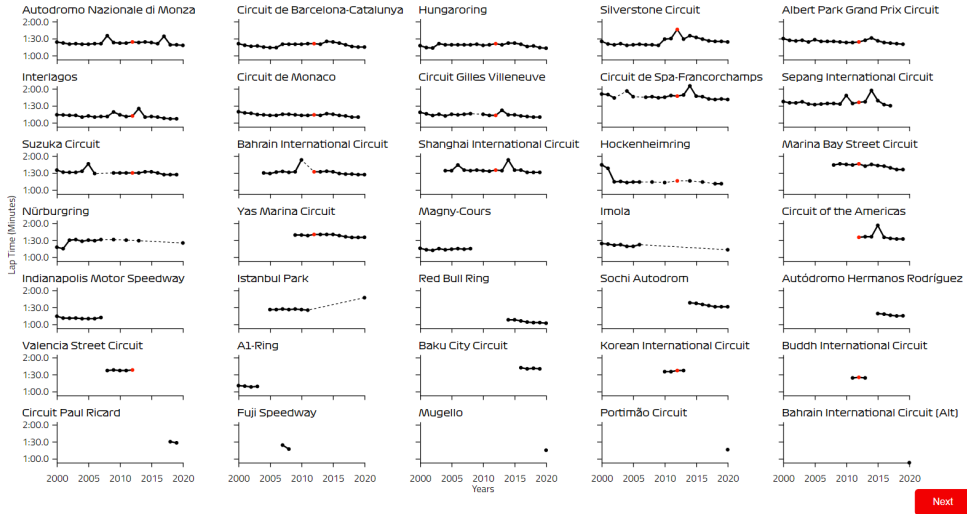 Autodromo Nazionale di Monza Circuit de Barcelona-Catalunya Hungaroring Silverstone Circuit Albert Park Grand Prix Circuit
2:00.0
1:30.0
1:00.0
Interlagos Circuit de Monaco Circuit Gilles Villeneuve Circuit de Spa-Francorchamps Sepang International Circuit
2:00.0
1:30.0
1:00.0
Suzuka Circuit Bahrain International Circuit Shanghai International Circuit Hockenheimring Marina Bay Street Circuit
2:00.0
1:30.0
1:00.0
Lap Time (Minutes)
Nürburgring Yas Marina Circuit Magny-Cours Imola Circuit of the Americas
2:00.0
1:30.0
1:00.0
Indianapolis Motor Speedway Istanbul Park Red Bull Ring Sochi Autodrom Autódromo Hermanos Rodríguez
2:00.0
1:30.0
1:00.0
Valencia Street Circuit A1-Ring Baku City Circuit Korean International Circuit Buddh International Circuit
2:00.0
1:30.0
1:00.0
Circuit Paul Ricard Fuji Speedway Mugello Portimão Circuit Bahrain International Circuit (Alt)
2:00.0
1:30.0
1:00.0
2000 2005 2010 2015 2020 2000 2005 2010 2015 2020 2000 2005 2010 2015 2020 2000 2005 2010 2015 2020 2000 2005 2010 2015 2020
Years
Next